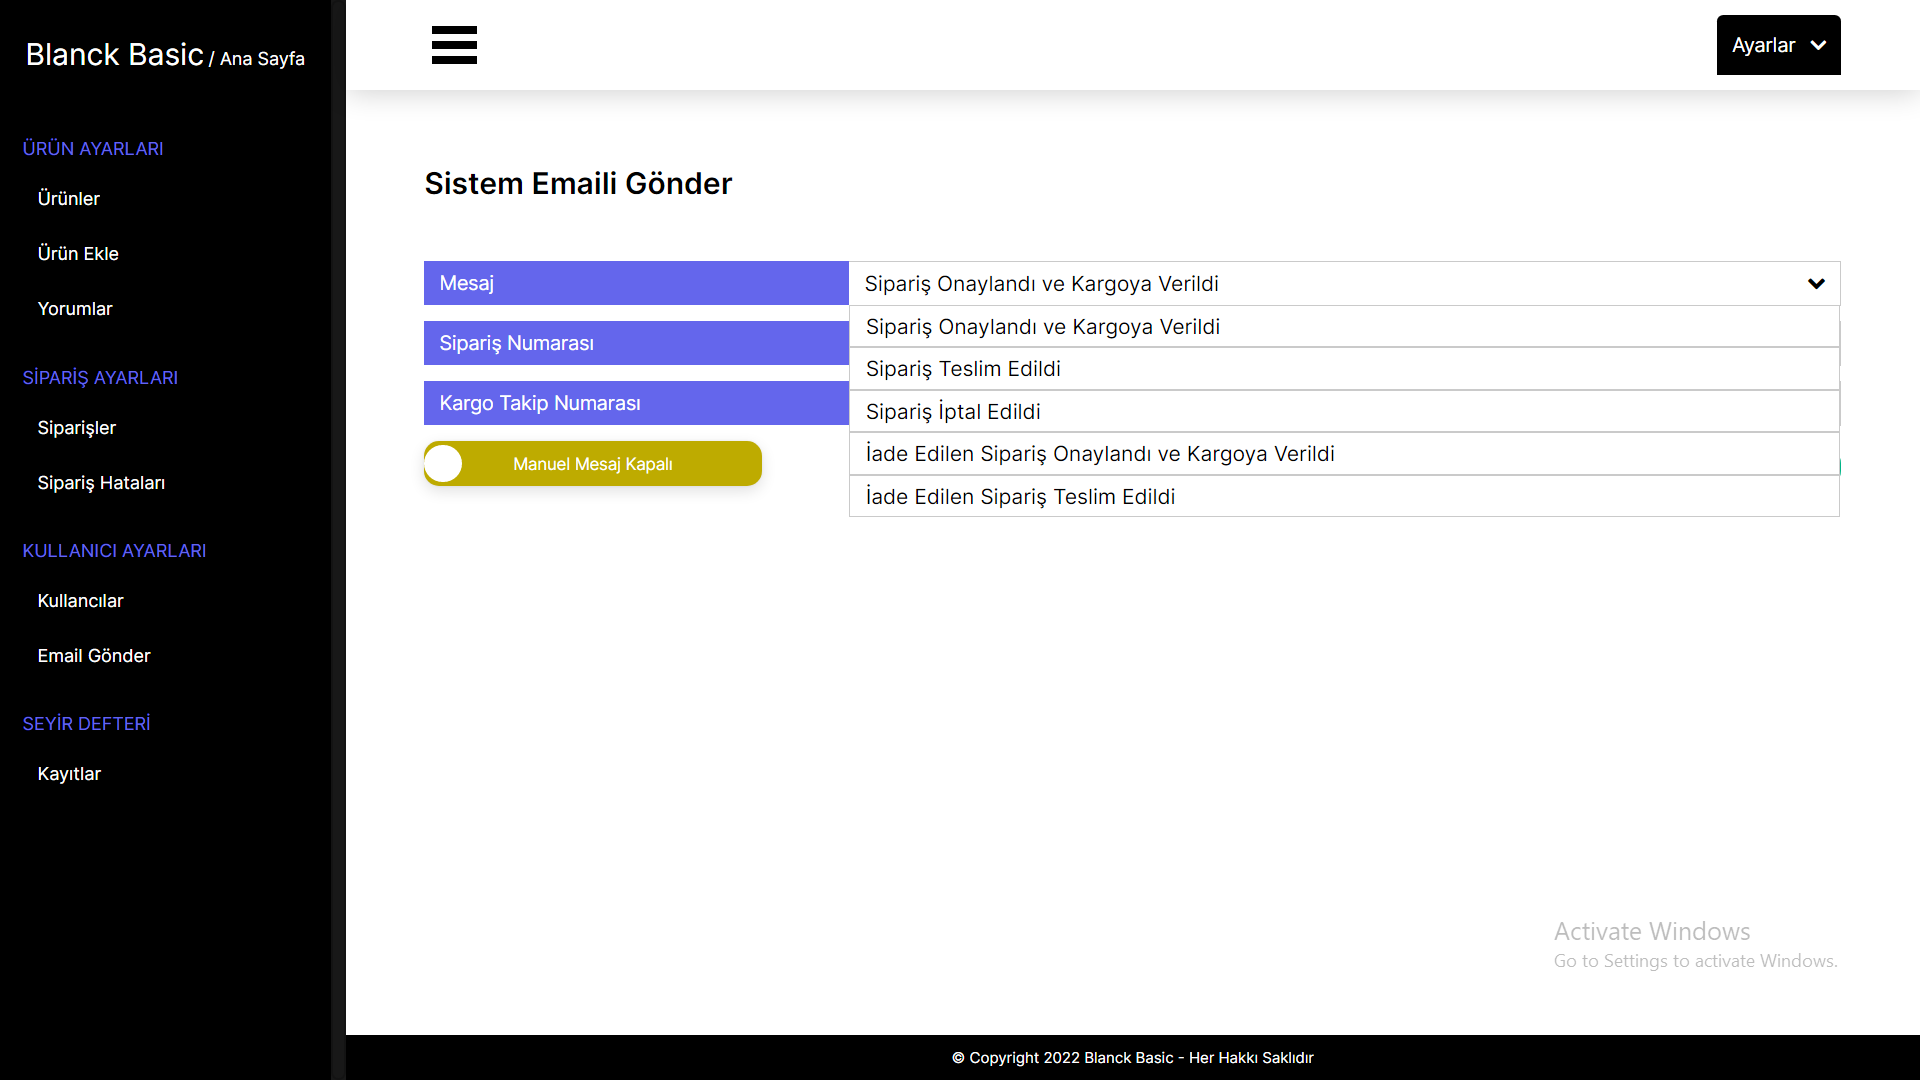 Blanck Basic / Ana Sayfa
Ayarlar
ÜRÜN AYARLARI
Ürünler
Ürün Ekle
Yorumlar
SİPARİŞ AYARLARI
Siparişler
Sipariş Hataları
KULLANICI AYARLARI
Kullancılar
Email Gönder
SEYİR DEFTERİ
Kayıtlar
Sistem Emaili Gönder
Mesaj
Sipariş Onaylandı ve Kargoya Verildi
Sipariş Onaylandı ve Kargoya Verildi
Sipariş Numarası
Sipariş Teslim Edildi
Kargo Takip Numarası
Sipariş İptal Edildi
İade Edilen Sipariş Onaylandı ve Kargoya Verildi
Manuel Mesaj Kapalı
İade Edilen Sipariş Teslim Edildi
Activate Windows
Go to Settings to activate Windows.
© Copyright 2022 Blanck Basic - Her Hakkı Saklıdır